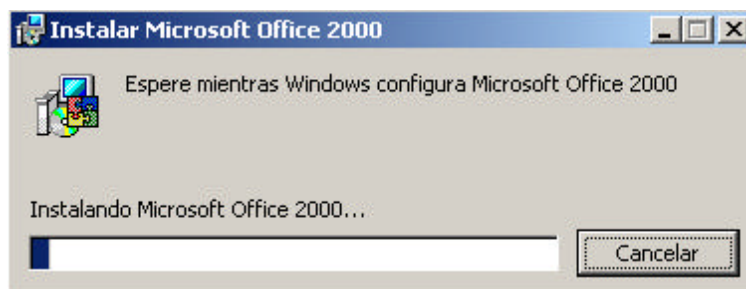 Instalar Microsoft Office 2000
Espere mientras Windows configura Microsoft Office 2000
Instalando Microsoft Office 2000...
Cancelar